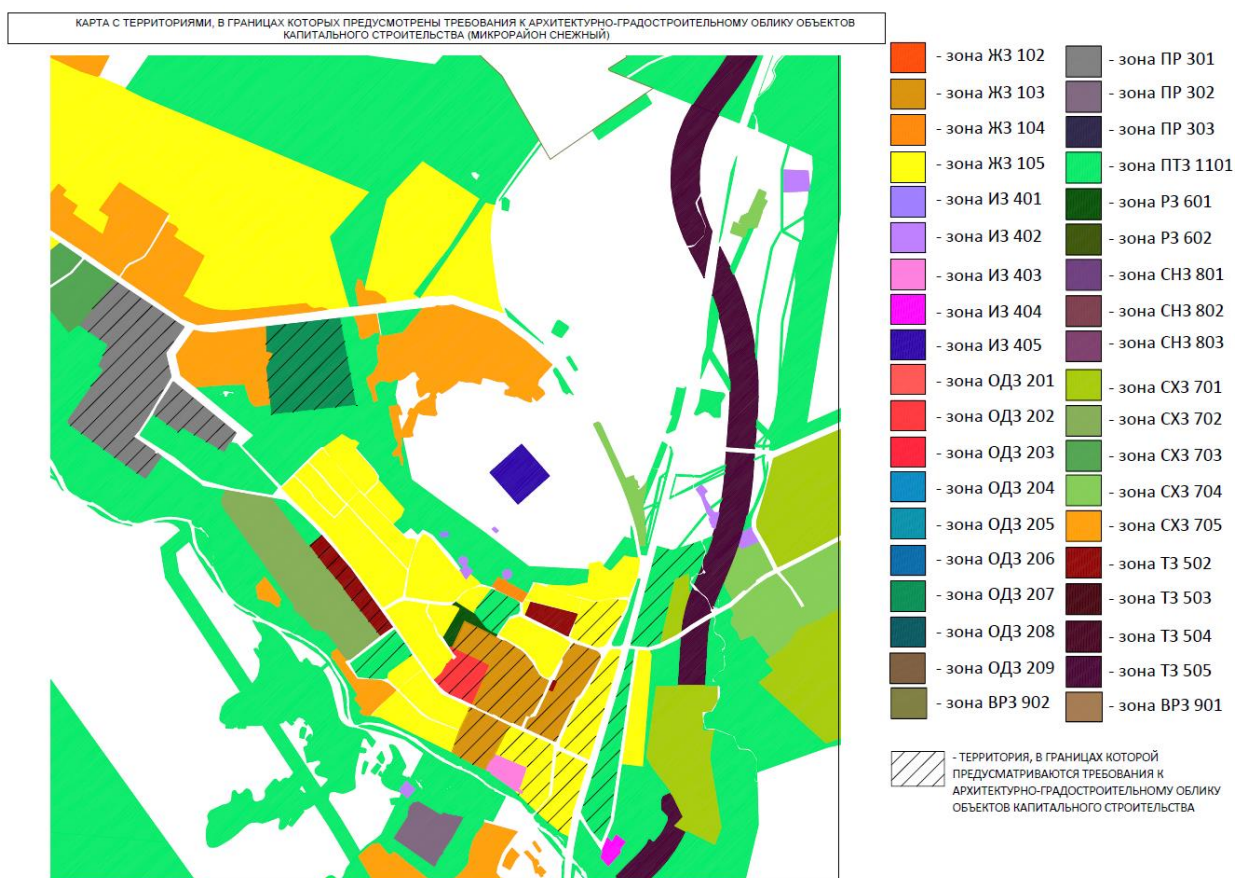 КАРТА С ТЕРРИТОРИЯМИ, В ГРАНИЦАХ КОТОРЫХ ПРЕДУСМОТРЕНЫ ТРЕБОВАНИЯ К АРХИТЕКТУРНО-ГРАДОСТРОИТЕЛЬНОМУ ОБЛИКУ ОБЪЕКТОВ
КАПИТАЛЬНОГО СТРОИТЕЛЬСТВА (МИКРОРАЙОН СНЕЖНЫЙ)
- зона ЖЗ 102
- зона ЖЗ 103
- зона ЖЗ 104
- зона ЖЗ 105
- зона ИЗ 401
- зона ИЗ 402
- зона ИЗ 403
- зона ИЗ 404
- зона ИЗ 405
- зона ОДЗ 201
- зона ОДЗ 202
- зона ОДЗ 203
- зона ОДЗ 204
- зона ОДЗ 205
- зона ОДЗ 206
- зона ОДЗ 207
- зона ОДЗ 208
- зона ОДЗ 209
- зона ВРЗ 902
- зона ПР 301
- зона ПР 302
- зона ПР 303
- зона ПТЗ 1101
- зона РЗ 601
- зона РЗ 602
- зона СНЗ 801
- зона СНЗ 802
- зона СНЗ 803
- зона СХЗ 701
- зона СХЗ 702
- зона СХЗ 703
- зона СХЗ 704
- зона СХЗ 705
- зона ТЗ 502
- зона ТЗ 503
- зона ТЗ 504
- зона ТЗ 505
- зона ВРЗ 901
- ТЕРРИТОРИЯ, В ГРАНИЦАХ КОТОРОЙ
ПРЕДУСМАТРИВАЮТСЯ ТРЕБОВАНИЯ К
АРХИТЕКТУРНО-ГРАДОСТРОИТЕЛЬНОМУ ОБЛИКУ
ОБЪЕКТОВ КАПИТАЛЬНОГО СТРОИТЕЛЬСТВА